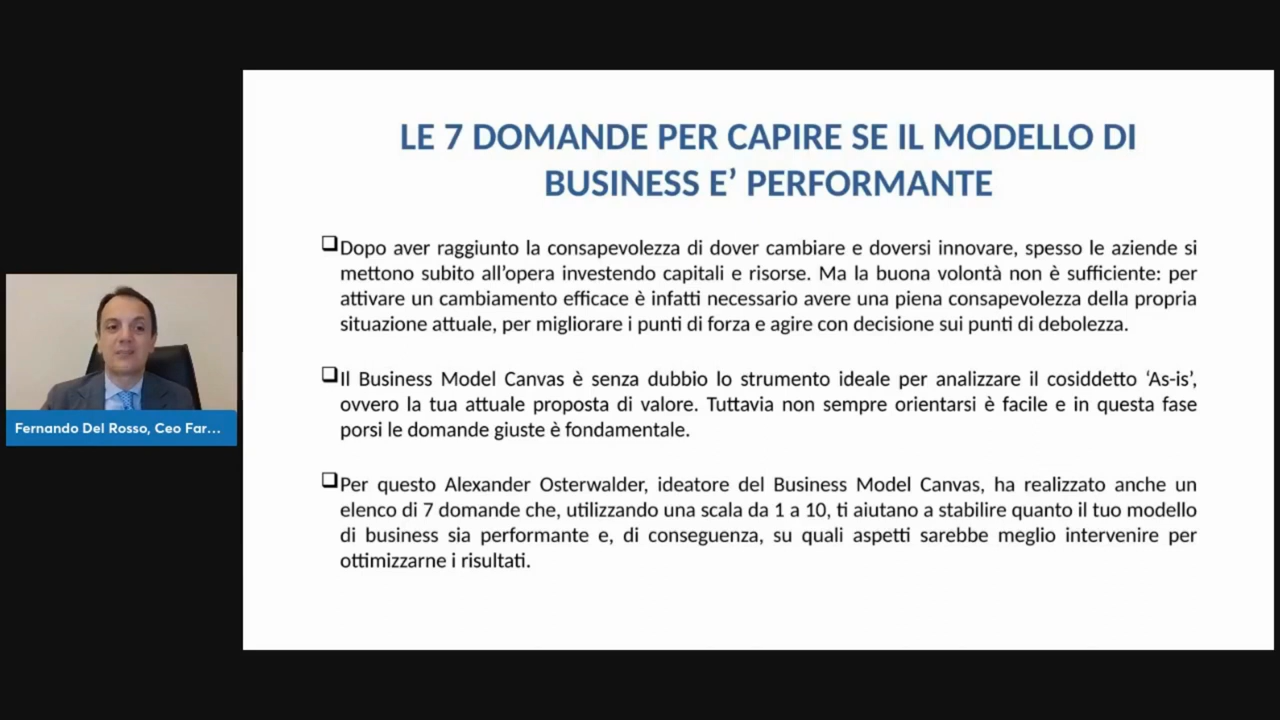 LE 7 DOMANDE PER CAPIRE SE IL MODELLO DI
BUSINESS E’ PERFORMANTE
Dopo aver raggiunto la consapevolezza di dover cambiare e doversi innovare, spesso le aziende si
mettono subito all’opera investendo capitali e risorse. Ma la buona volontà non è sufficiente: per
attivare un cambiamento efficace è infatti necessario avere una piena consapevolezza della propria
situazione attuale, per migliorare i punti di forza e agire con decisione sui punti di debolezza.
Il Business Model Canvas è senza dubbio lo strumento ideale per analizzare il cosiddetto ‘As-is’,
ovvero la tua attuale proposta di valore. Tuttavia non sempre orientarsi è facile e in questa fase
porsi le domande giuste è fondamentale.
Per questo Alexander Osterwalder, ideatore del Business Model Canvas, ha realizzato anche un
elenco di 7 domande che, utilizzando una scala da 1 a 10, ti aiutano a stabilire quanto il tuo modello
di business sia performante e, di conseguenza, su quali aspetti sarebbe meglio intervenire per
ottimizzarne i risultati.
Fernando Del Rosso, Ceo Far...